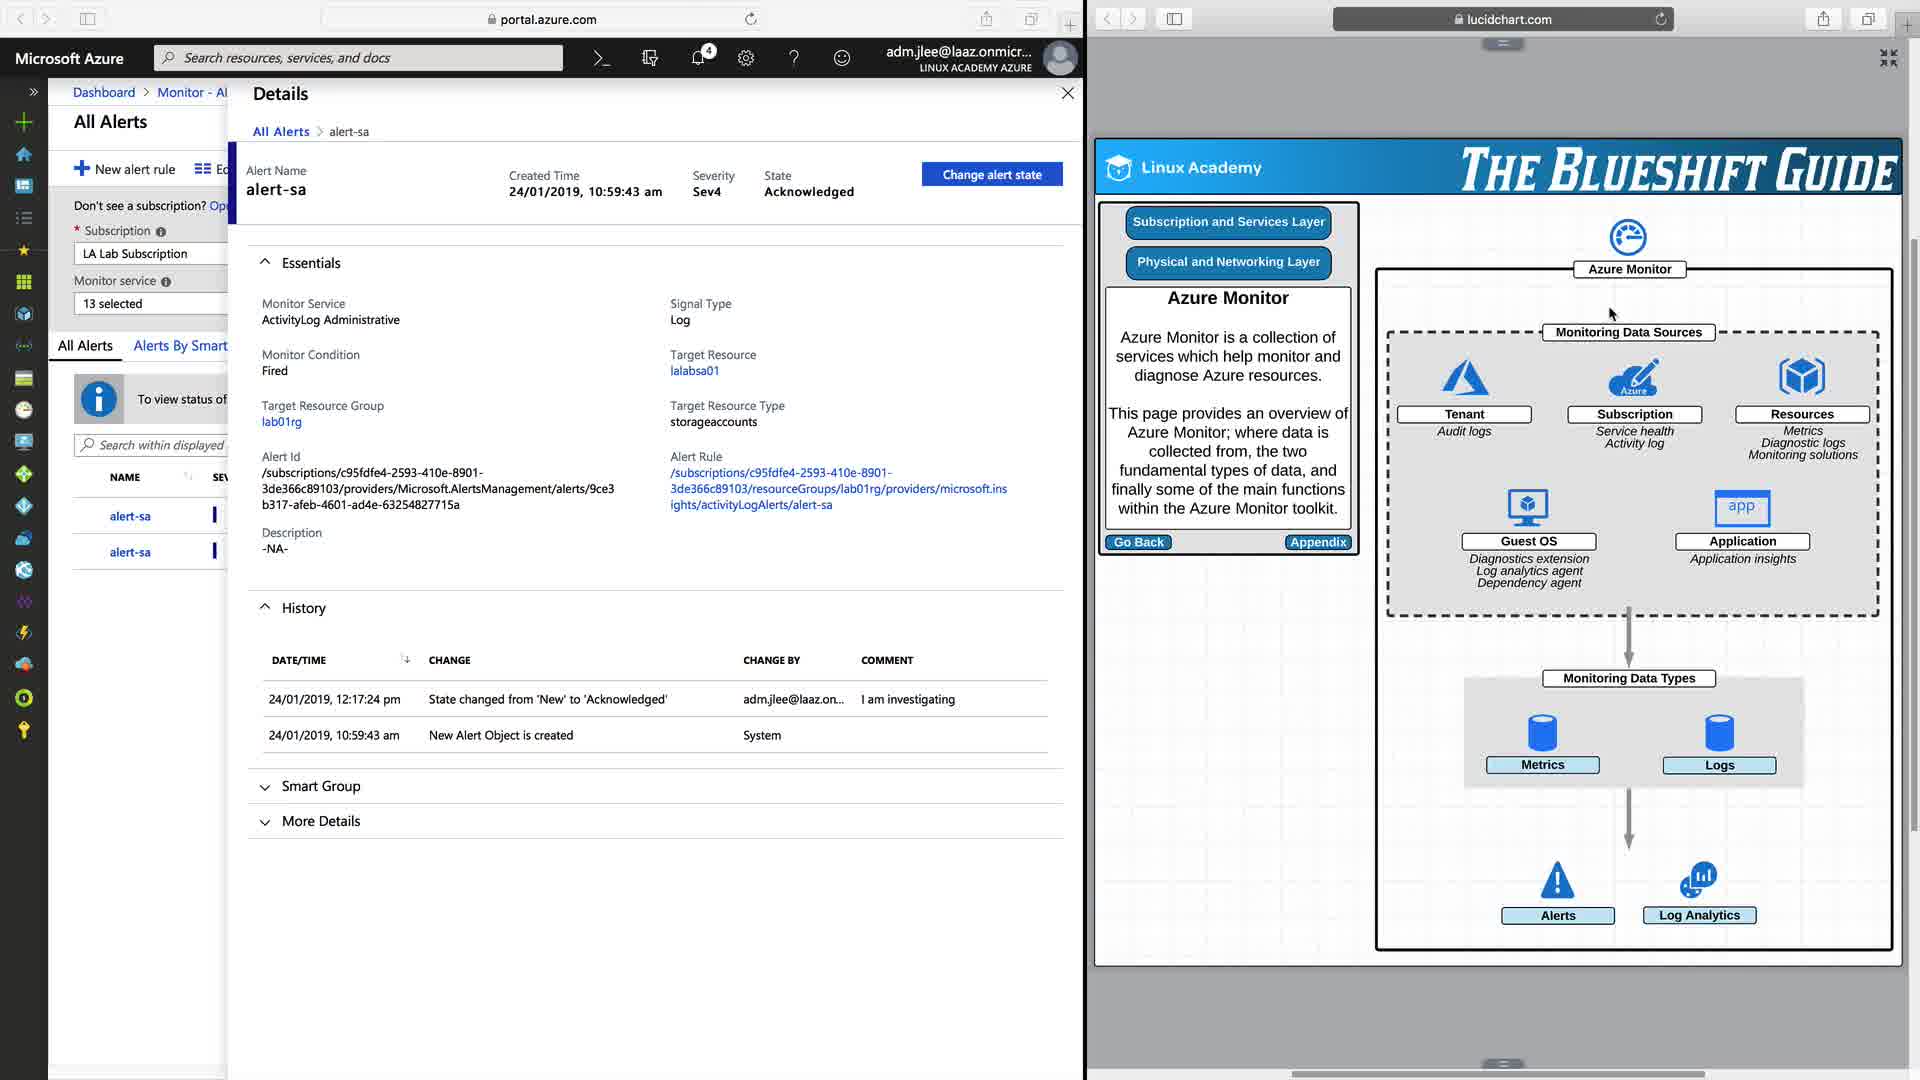 portal.azure.com
Microsoft Azure
Search resources, services, and docs
4
adm.jlee@laaz.onmicr...
LINUX ACADEMY AZURE
Dashboard > Monitor - Al
All Alerts
New alert rule
Don't see a subscription? Op
* Subscription
LA Lab Subscription
Monitor service
13 selected
All Alerts
Alerts By Smart
To view status of
Search within displayed
NAME
SEV
alert-sa
alert-sa
Details
All Alerts > alert-sa
Alert Name
alert-sa
Created Time
24/01/2019, 10:59:43 am
Severity
Sev4
State
Acknowledged
Change alert state
Essentials
Monitor Service
ActivityLog Administrative
Signal Type
Log
Monitor Condition
Fired
Target Resource
lalabsa01
Target Resource Group
lab01rg
Target Resource Type
storageaccounts
Alert Id
/subscriptions/c95fdfe4-2593-410e-8901-
3de366c89103/providers/Microsoft.AlertsManagement/alerts/9ce3
b317-afeb-4601-ad4e-63254827715a
Alert Rule
/subscriptions/c95fdfe4-2593-410e-8901-
3de366c89103/resourceGroups/lab01rg/providers/microsoft.ins
ights/activityLogAlerts/alert-sa
Description
-NA-
History
DATE/TIME CHANGE CHANGE BY COMMENT
24/01/2019, 12:17:24 pm State changed from 'New' to 'Acknowledged' adm.jlee@laaz.on... I am investigating
24/01/2019, 10:59:43 am New Alert Object is created System
Smart Group
More Details
lucidchart.com
Linux Academy
THE BLUESHIFT GUIDE
Subscription and Services Layer
Physical and Networking Layer
Azure Monitor
Azure Monitor is a collection of
services which help monitor and
diagnose Azure resources.
This page provides an overview of
Azure Monitor; where data is
collected from, the two
fundamental types of data, and
finally some of the main functions
within the Azure Monitor toolkit.
Go Back
Appendix
Azure Monitor
Monitoring Data Sources
Tenant
Audit logs
Azure
Subscription
Service health
Activity log
Resources
Metrics
Diagnostic logs
Monitoring solutions
Guest OS
Diagnostics extension
Log analytics agent
Dependency agent
app
Application
Application insights
Monitoring Data Types
Metrics
Logs
Alerts
Log Analytics